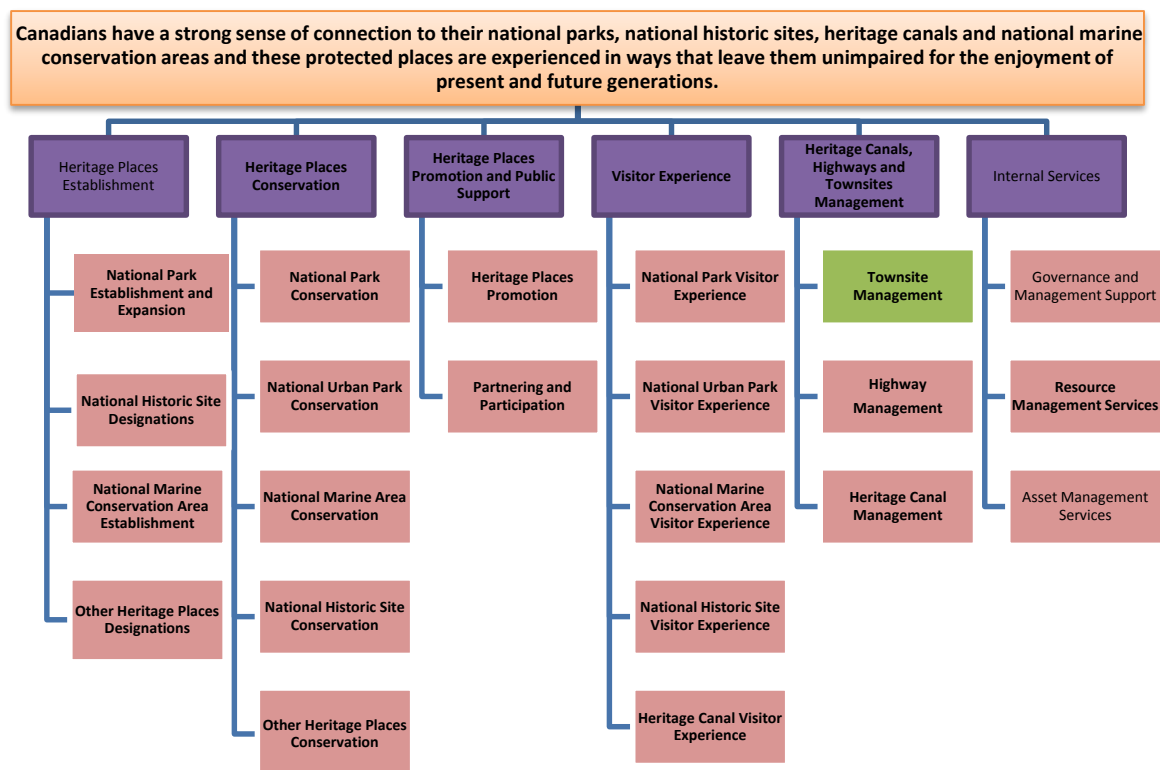 Canadians have a strong sense of connection to their national parks, national historic sites, heritage canals and national marine
conservation areas and these protected places are experienced in ways that leave them unimpaired for the enjoyment of
present and future generations.
Heritage Places
Establishment
National Park
Establishment and
Expansion
National Historic Site
Designations
National Marine
Conservation Area
Establishment
Other Heritage Places
Designations
Heritage Places
Conservation
National Park
Conservation
National Urban Park
Conservation
National Marine Area
Conservation
National Historic Site
Conservation
Other Heritage Places
Conservation
Heritage Places
Promotion and Public
Support
Heritage Places
Promotion
Partnering and
Participation
Visitor Experience
National Park Visitor
Experience
National Urban Park
Visitor Experience
National Marine
Conservation Area
Visitor Experience
National Historic Site
Visitor Experience
Heritage Canal Visitor
Experience
Heritage Canals,
Highways and
Townsites
Management
Townsite
Management
Highway
Management
Heritage Canal
Management
Internal Services
Governance and
Management Support
Resource
Management Services
Asset Management
Services